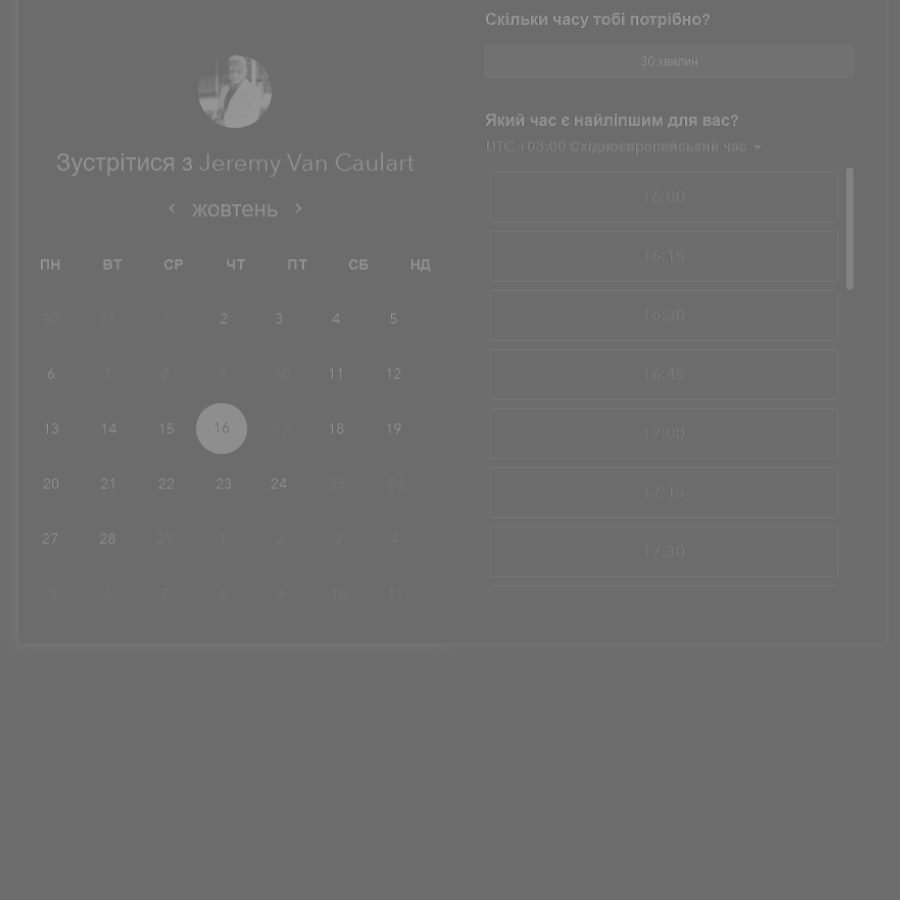 Зустрітися з Jeremy Van Caulart
жовтень
ПН ВТ СР ЧТ ПТ СБ НД
30 31 1 2 3 4 5
6 7 8 9 10 11 12
13 14 15 16 17 18 19
20 21 22 23 24 25 26
27 28 29 1 2 3 4
5 6 7 8 9 10 11
Скільки часу тобі потрібно?
30 хвилин
Який час є найліпшим для вас?
UTC +03:00 Східноєвропейський час
16:00
16:15
16:30
16:45
17:00
17:15
17:30